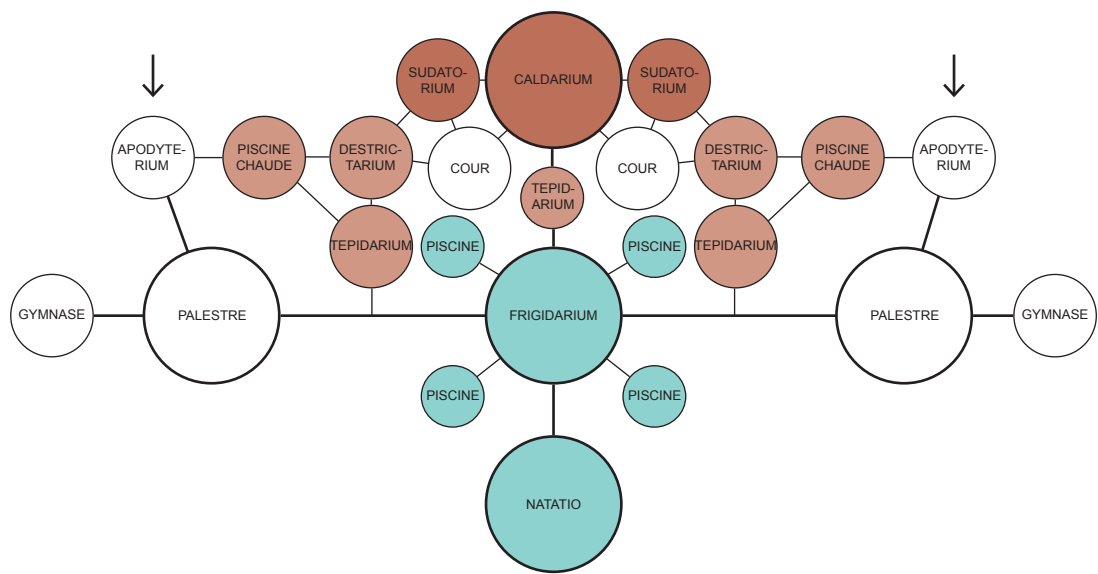 SUDATO-
RIUM
CALDARIUM
SUDATO-
RIUM
APODYTE-
RIUM
PISCINE
CHAUDE
DESTRIC-
TARIUM
COUR
TEPID-
ARIUM
COUR
DESTRIC-
TARIUM
PISCINE
CHAUDE
APODYTE-
RIUM
TEPIDARIUM
PISCINE
PISCINE
TEPIDARIUM
GYMNASE
PALESTRE
FRIGIDARIUM
PALESTRE
GYMNASE
PISCINE
PISCINE
NATATIO